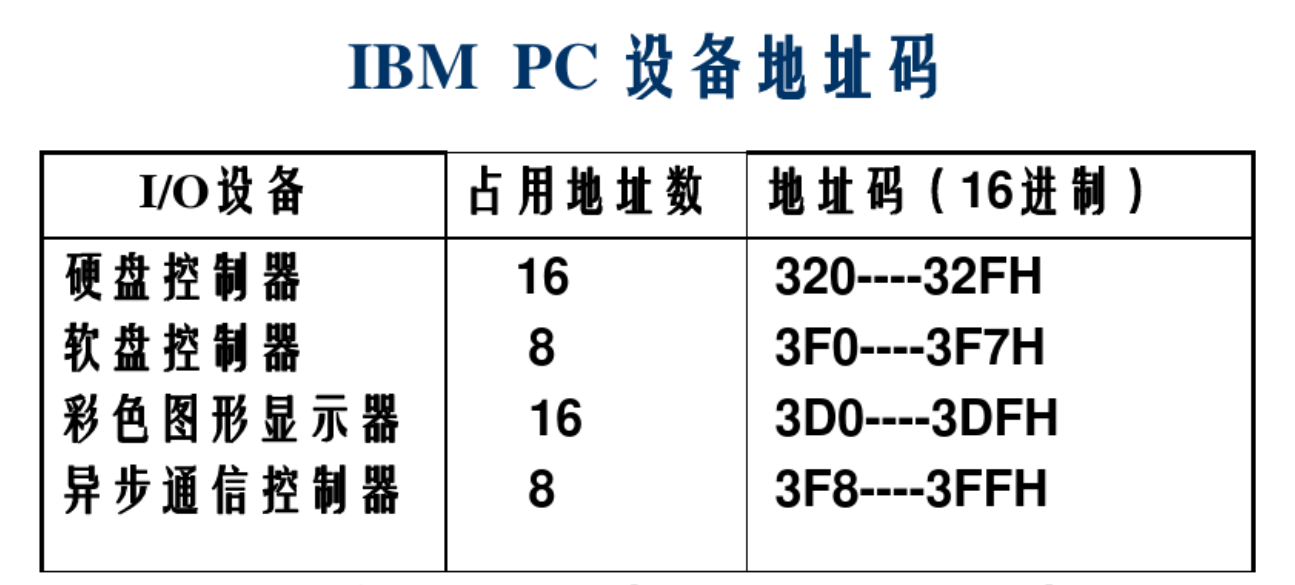 IBM PC 设备地址码
I/O设备 占用地址数 地址码（16进制）
硬盘控制器 16 320----32FH
软盘控制器 8 3F0----3F7H
彩色图形显示器 16 3D0----3DFH
异步通信控制器 8 3F8----3FFH